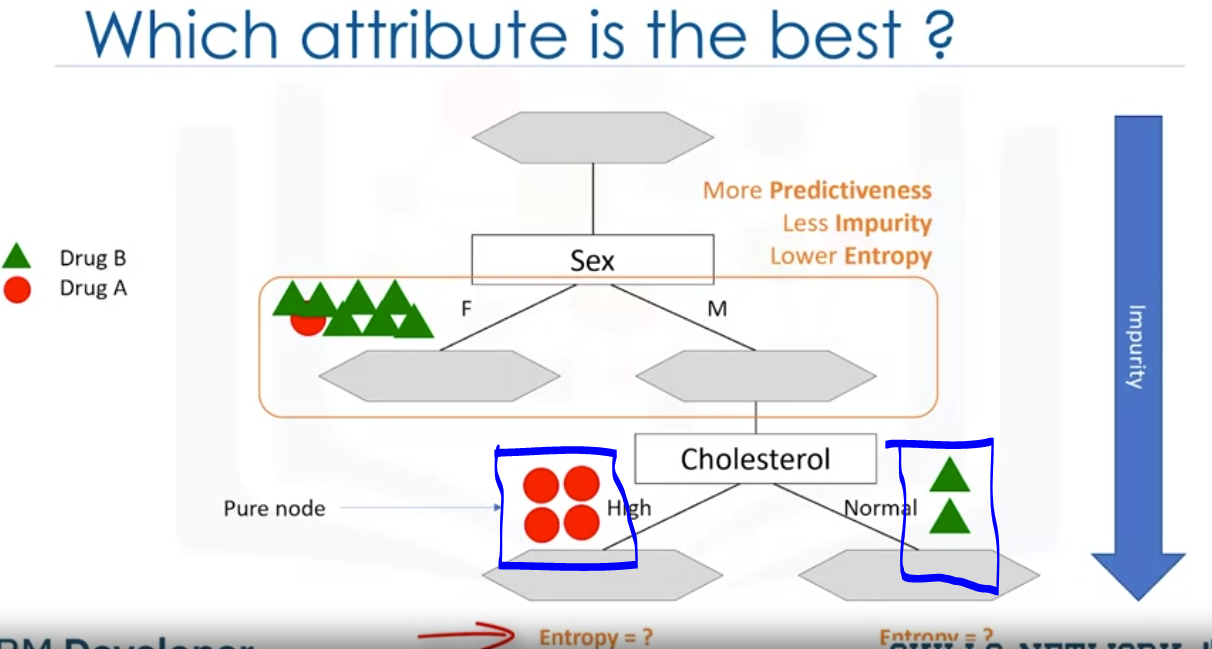 Which attribute is the best ?
More Predictiveness
Less Impurity
Lower Entropy
Sex
Drug B
Drug A
F
M
Impurity
Cholesterol
Pure node
High
Normal
Entropy = ?
Entropy = ?